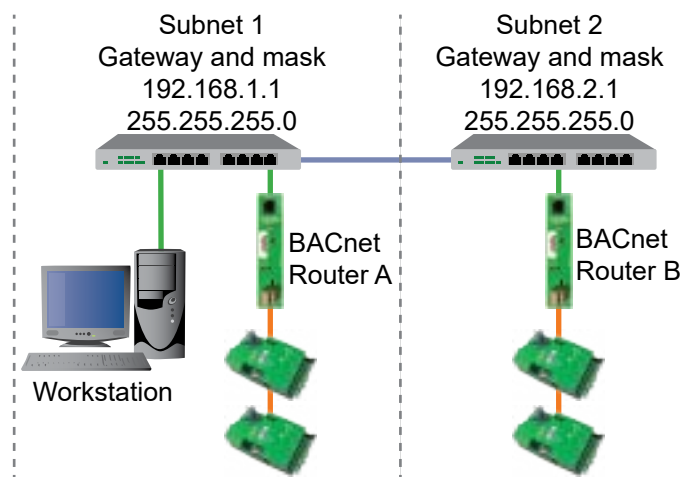 Subnet 1
Gateway and mask
192.168.1.1
255.255.255.0
Subnet 2
Gateway and mask
192.168.2.1
255.255.255.0
BACnet
Router A
BACnet
Router B
Workstation